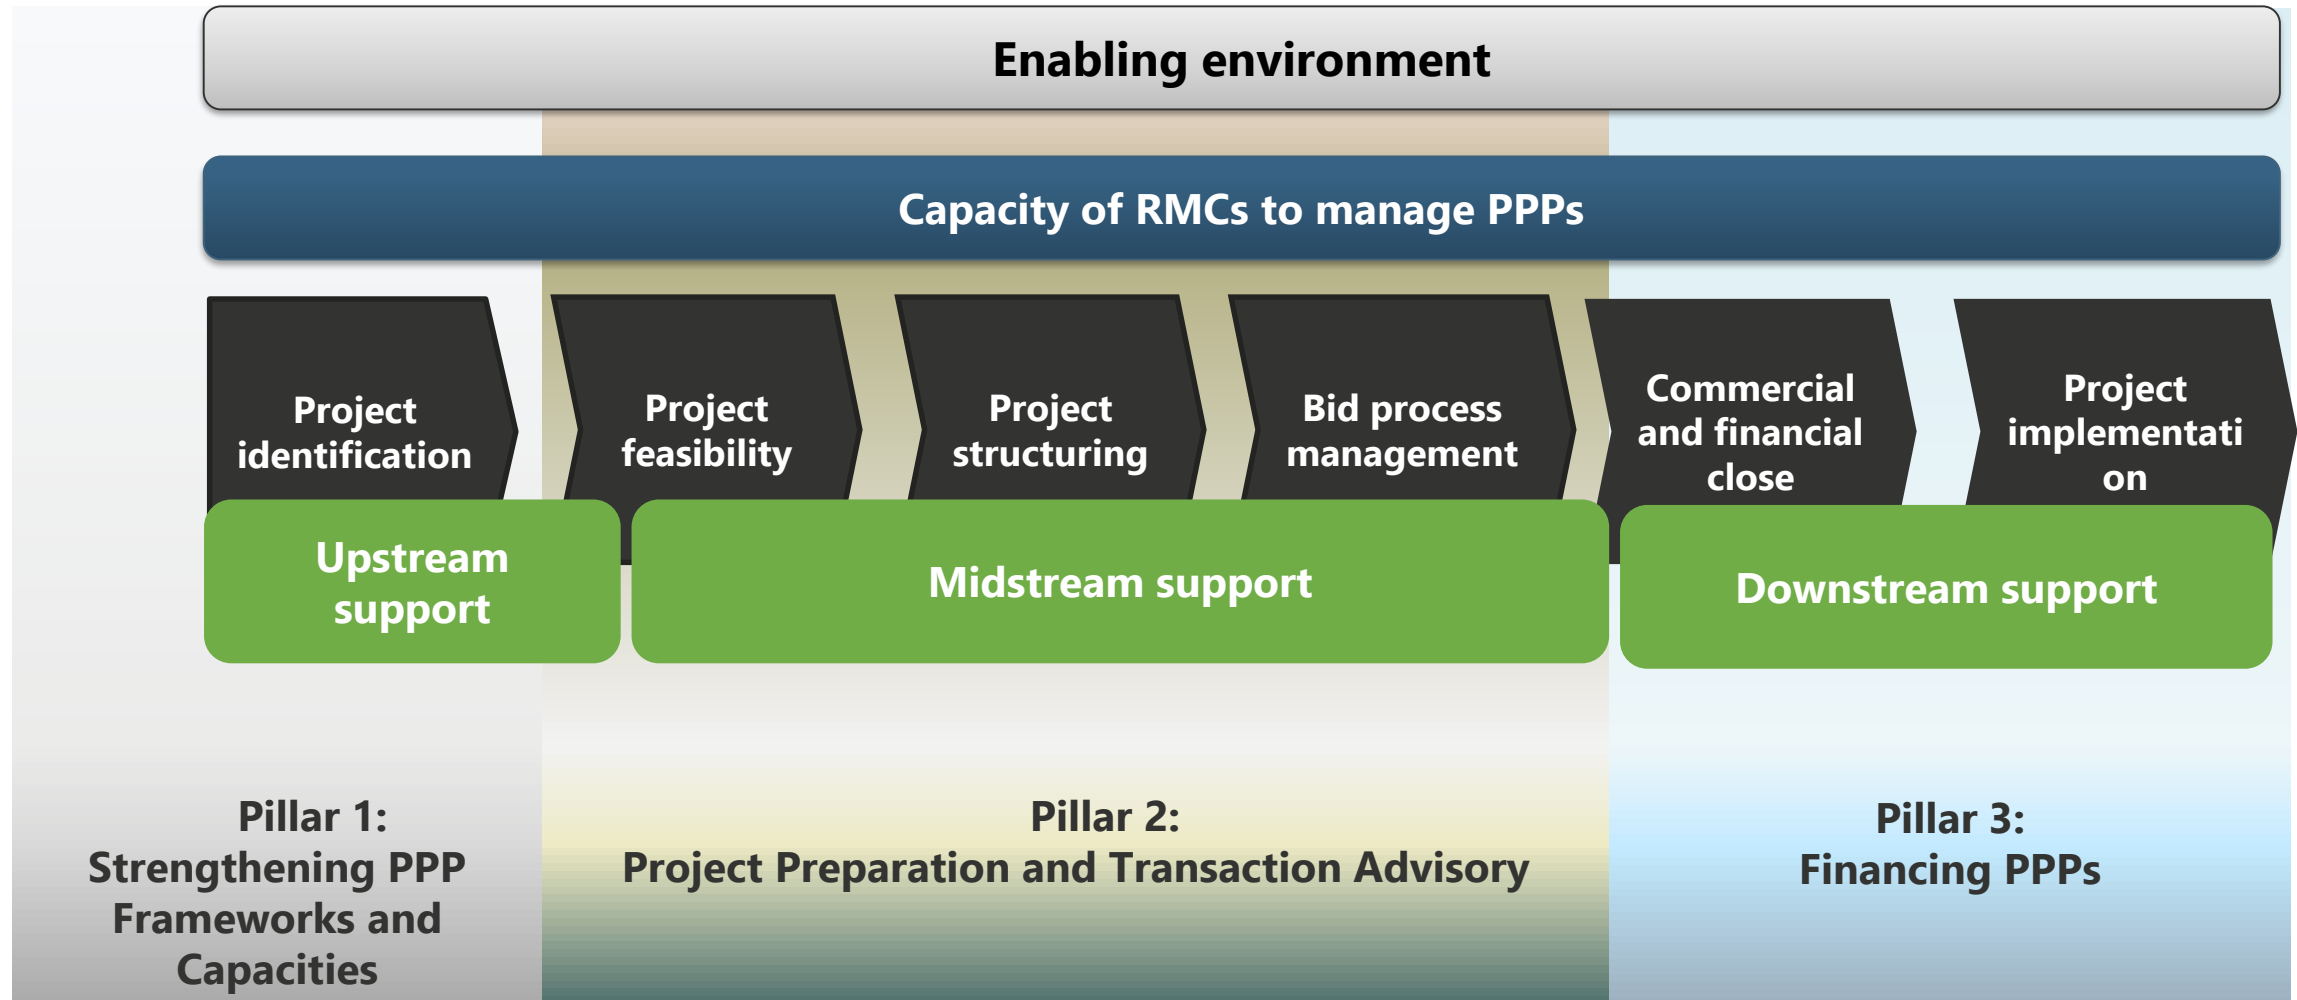 Enabling environment
Capacity of RMCs to manage PPPs
Project
identification
Project
feasibility
Project
structuring
Bid process
management
Commercial
and financial
close
Project
implementati
on
Upstream
support
Midstream support
Downstream support
Pillar 1:
Strengthening PPP
Frameworks and
Capacities
Pillar 2:
Project Preparation and Transaction Advisory
Pillar 3:
Financing PPPs